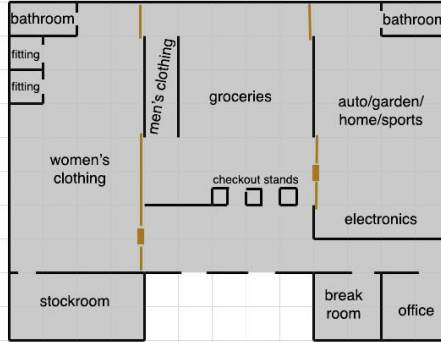 bathroom
bathroom
fitting
fitting
men's clothing
groceries
auto/garden/
home/sports
women's
clothing
checkout stands
electronics
stockroom
break
room
office